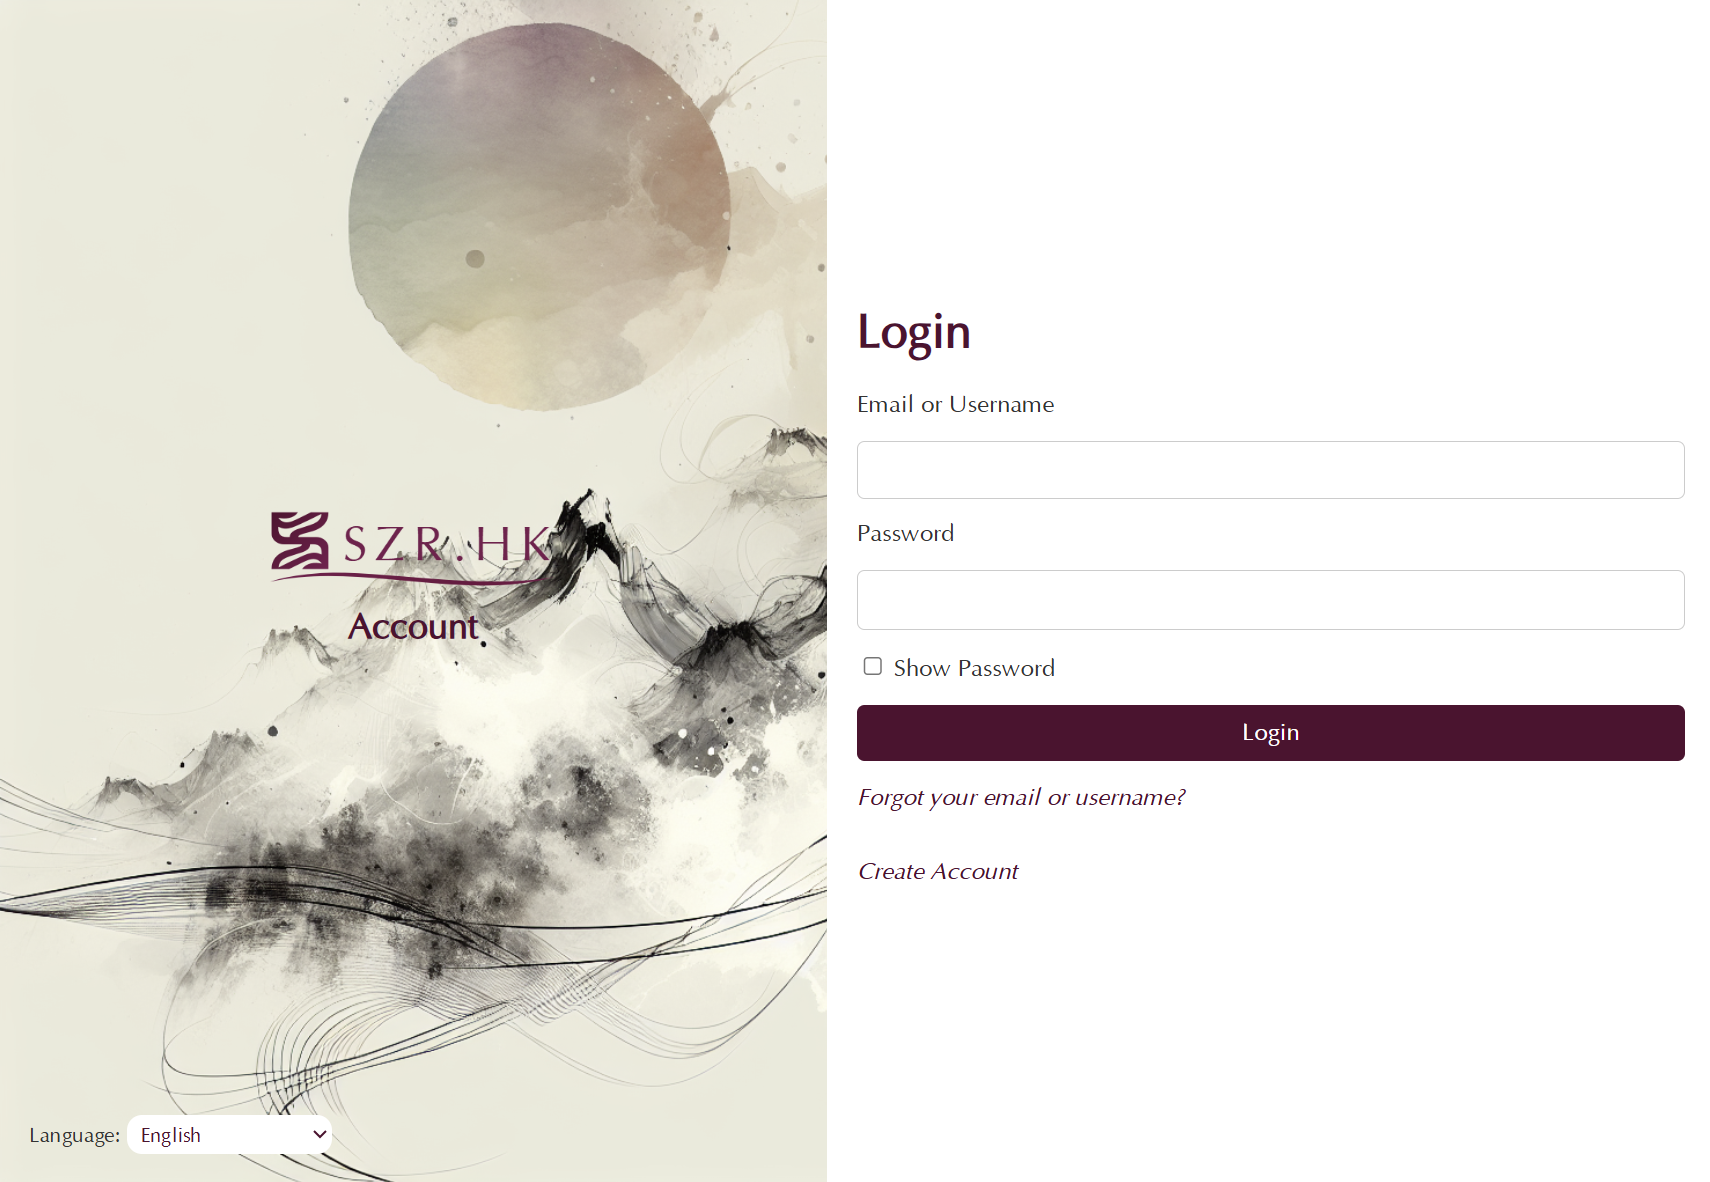 SZR.HK
Account
Language: English
Login
Email or Username
Password
Show Password
Login
Forgot your email or username?
Create Account